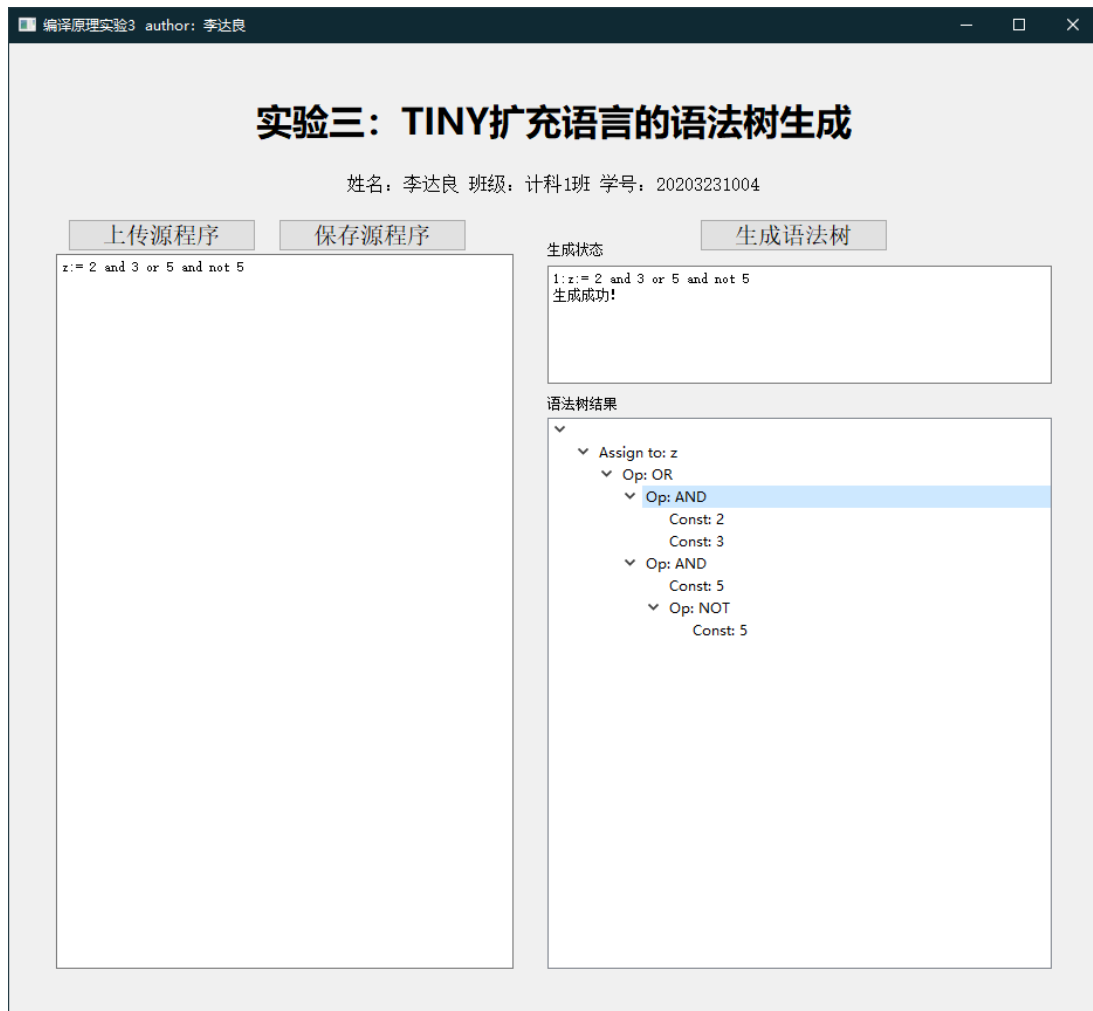 编译原理实验3 author: 李达良
实验三：TINY扩充语言的语法树生成
姓名：李达良 班级：计科1班 学号：20203231004
上传源程序
保存源程序
z:= 2 and 3 or 5 and not 5
生成语法树
生成状态
1:z:= 2 and 3 or 5 and not 5
生成成功!
语法树结果
Assign to: z
Op: OR
Op: AND
Const: 2
Const: 3
Op: AND
Const: 5
Op: NOT
Const: 5